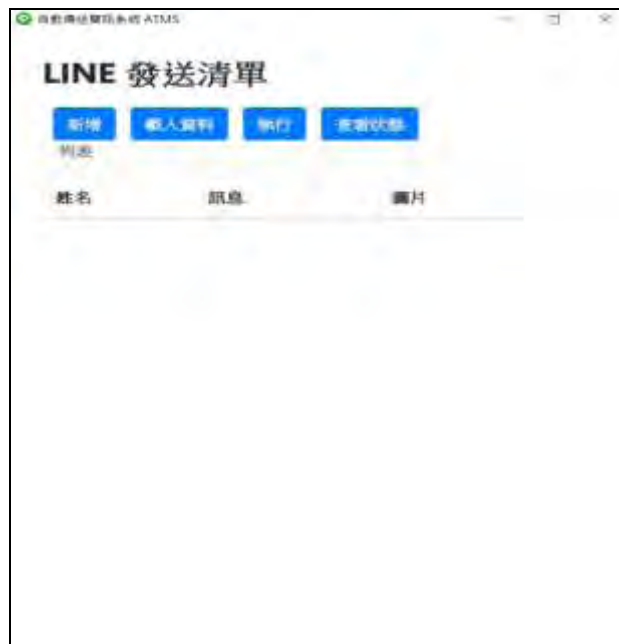 自動傳送簡訊系統 ATMS
LINE 發送清單
新增 載入資料 執行 查看狀態
列表
姓名 訊息 圖片